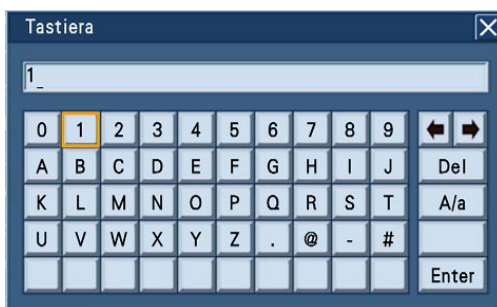 Tastiera
1_
0 1 2 3 4 5 6 7 8 9
A B C D E F G H I J Del
K L M N O P Q R S T A/a
U V W X Y Z . @ - #
Enter